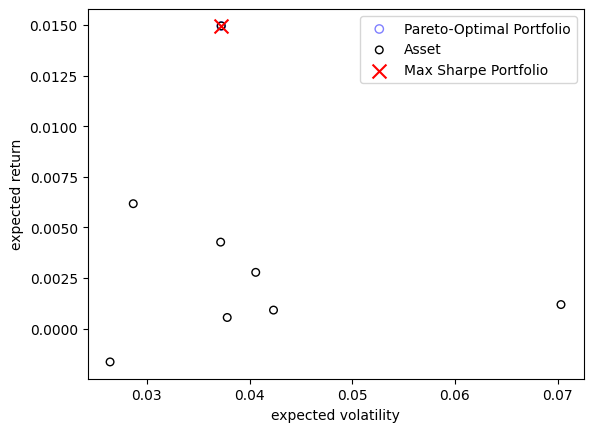 0.0150
0.0125
0.0100
0.0075
0.0050
0.0025
0.0000
expected return
Pareto-Optimal Portfolio
Asset
Max Sharpe Portfolio
0.03 0.04 0.05 0.06 0.07
expected volatility